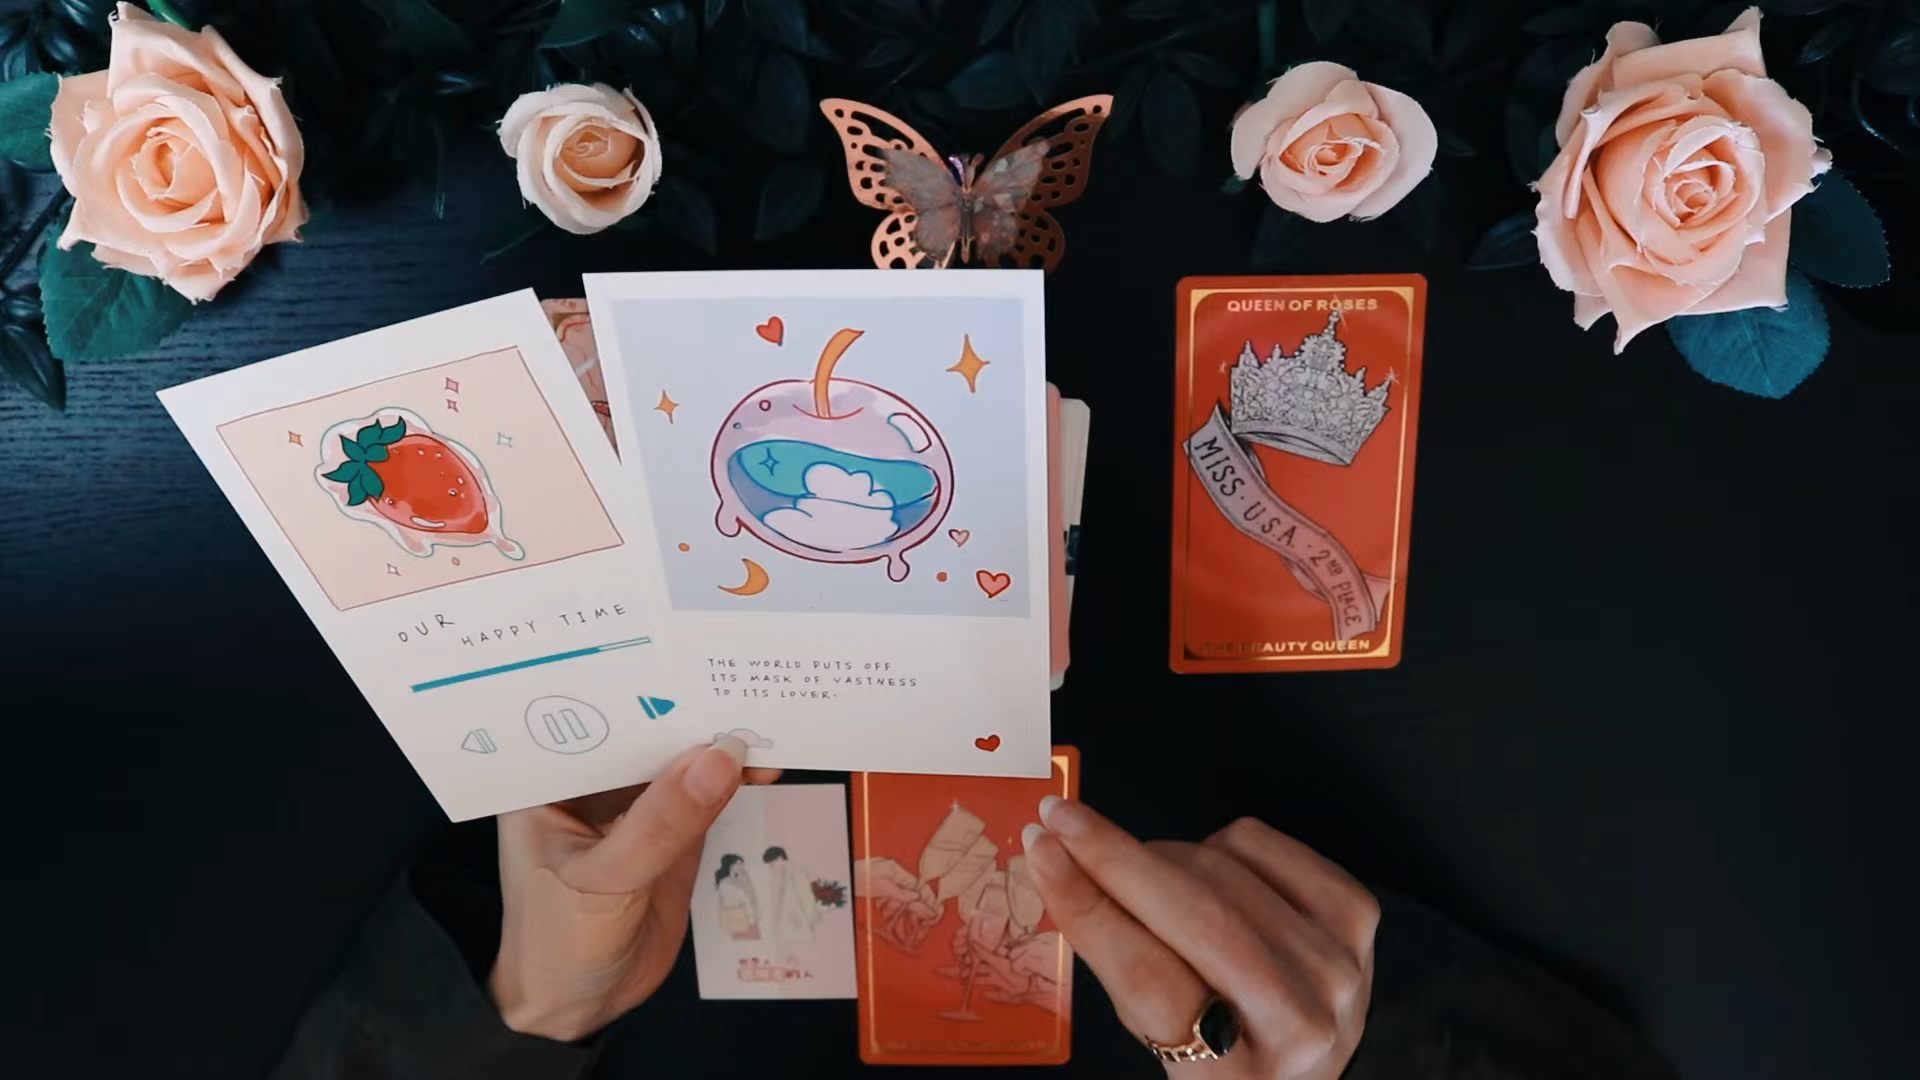 OUR
HAPPY TIME
THE WORLD PUTS OFF
ITS MASK OF VASTNESS
TO ITS LOVER.
QUEEN OF ROSES
MISS · U.S.A · 2ND PLACE
THE BEAUTY QUEEN